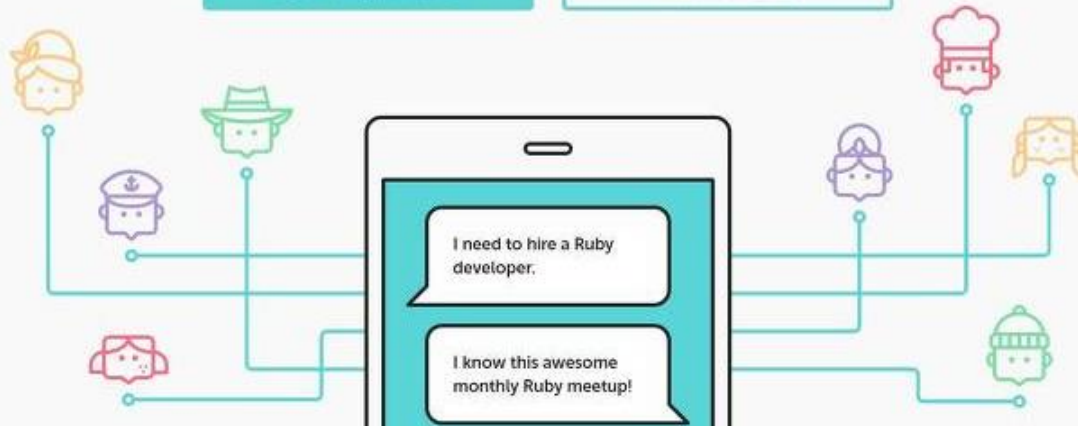 I need to hire a Ruby
developer.
I know this awesome
monthly Ruby meetup!